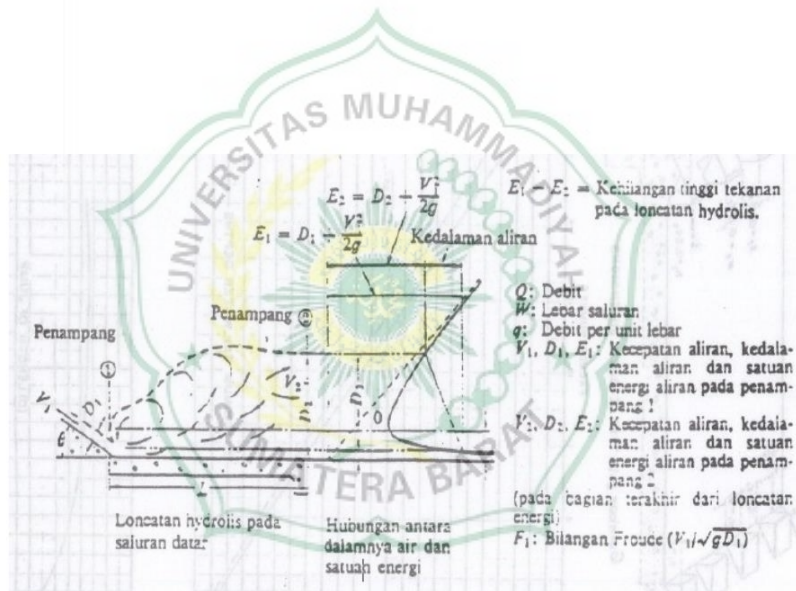 UNIVERSITAS MUHAMMADIYAH
SUMATERA BARAT
E₂ = D₂ + V₂²/2g
E₁ = D₁ + V₁²/2g
Kedalaman aliran
E₁ − E₂ = Kehilangan tinggi tekanan
pada loncatan hydrolis.
Penampang
①
Penampang ②
V₁
D₁
θ
V₂
D₂
L
Q: Debit
W: Lebar saluran
q: Debit per unit lebar
V₁, D₁, E₁: Kecepatan aliran, kedala-
man aliran dan satuan
energi aliran pada penam-
pang 1
V₂, D₂, E₂: Kecepatan aliran, kedala-
man aliran dan satuan
energi aliran pada penam-
pang 2
(pada bagian terakhir dari loncatan
energi)
F₁: Bilangan Froude (V₁/√gD₁)
Loncatan hydrolis pada
saluran datar
Hubungan antara
dalamnya air dan
satuan energi